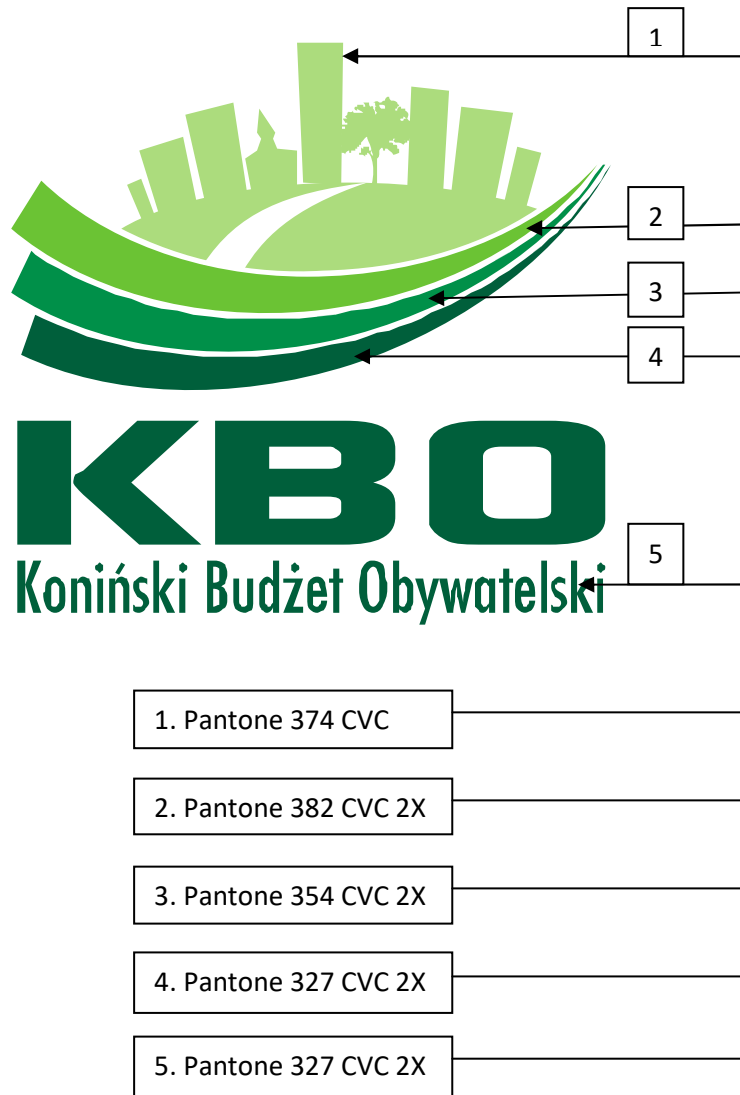 1
2
3
4
KBO
5
Koniński Budżet Obywatelski
1. Pantone 374 CVC
2. Pantone 382 CVC 2X
3. Pantone 354 CVC 2X
4. Pantone 327 CVC 2X
5. Pantone 327 CVC 2X